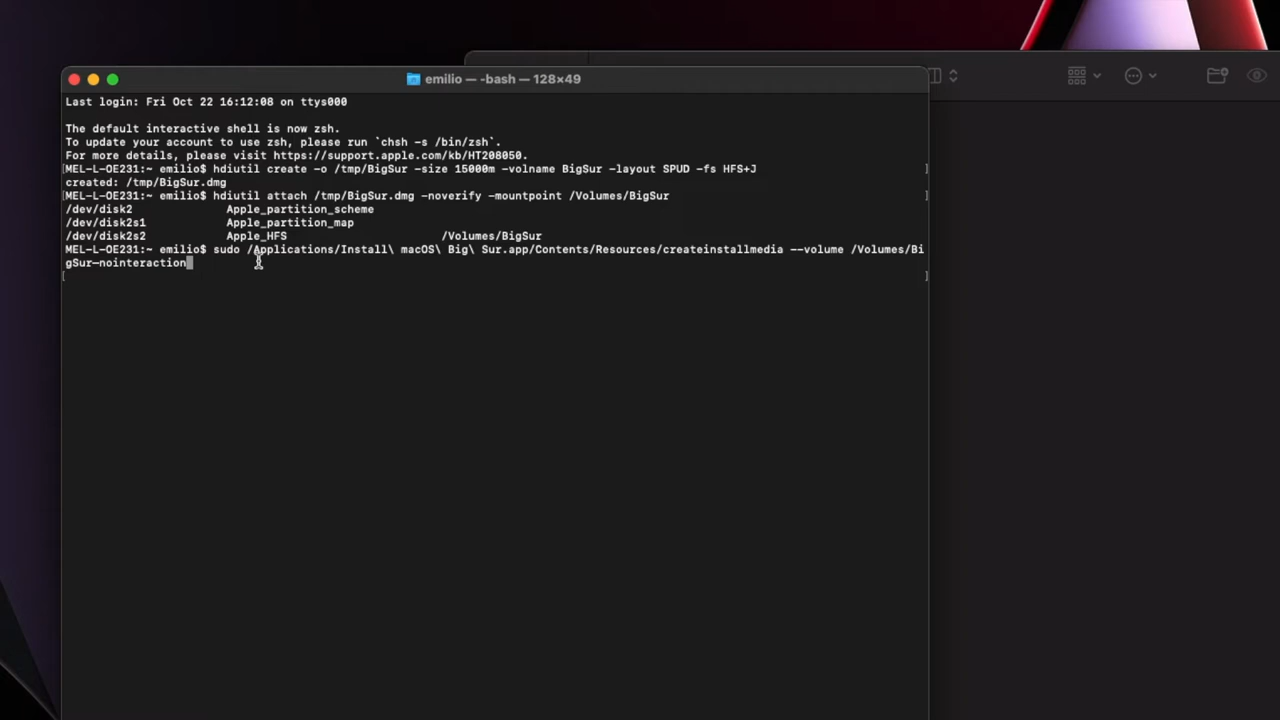 emilio — -bash — 128×49
Last login: Fri Oct 22 16:12:08 on ttys000
The default interactive shell is now zsh.
To update your account to use zsh, please run `chsh -s /bin/zsh`.
For more details, please visit https://support.apple.com/kb/HT208050.
[MEL-L-OE231:~ emilio$ hdiutil create -o /tmp/BigSur -size 15000m -volname BigSur -layout SPUD -fs HFS+J ]
created: /tmp/BigSur.dmg
[MEL-L-OE231:~ emilio$ hdiutil attach /tmp/BigSur.dmg -noverify -mountpoint /Volumes/BigSur ]
/dev/disk2 Apple_partition_scheme
/dev/disk2s1 Apple_partition_map
/dev/disk2s2 Apple_HFS /Volumes/BigSur
MEL-L-OE231:~ emilio$ sudo /Applications/Install\ macOS\ Big\ Sur.app/Contents/Resources/createinstallmedia --volume /Volumes/Bi
gSur—nointeraction
[ ]